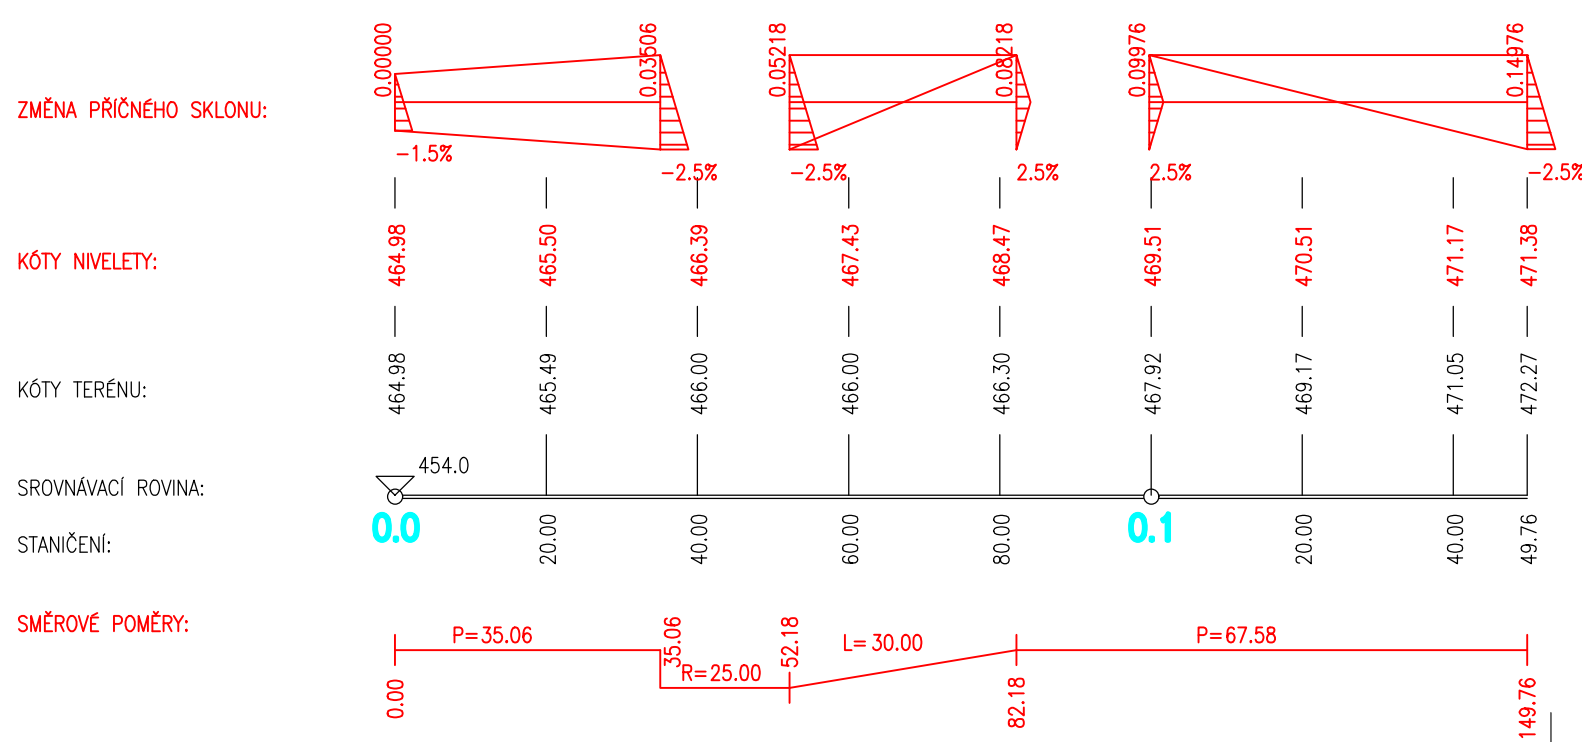 0.00000 0.03506 0.05218 0.08218 0.09976 0.14976
ZMĚNA PŘÍČNÉHO SKLONU:
-1.5% -2.5% -2.5% 2.5% 2.5% -2.5%
KÓTY NIVELETY: 464.98 465.50 466.39 467.43 468.47 469.51 470.51 471.17 471.38
KÓTY TERÉNU: 464.98 465.49 466.00 466.00 466.30 467.92 469.17 471.05 472.27
SROVNÁVACÍ ROVINA: 454.0
0.0 0.1
STANIČENÍ: 20.00 40.00 60.00 80.00 20.00 40.00 49.76
SMĚROVÉ POMĚRY:
P=35.06 35.06 52.18 L=30.00 P=67.58
R=25.00
0.00 82.18 149.76